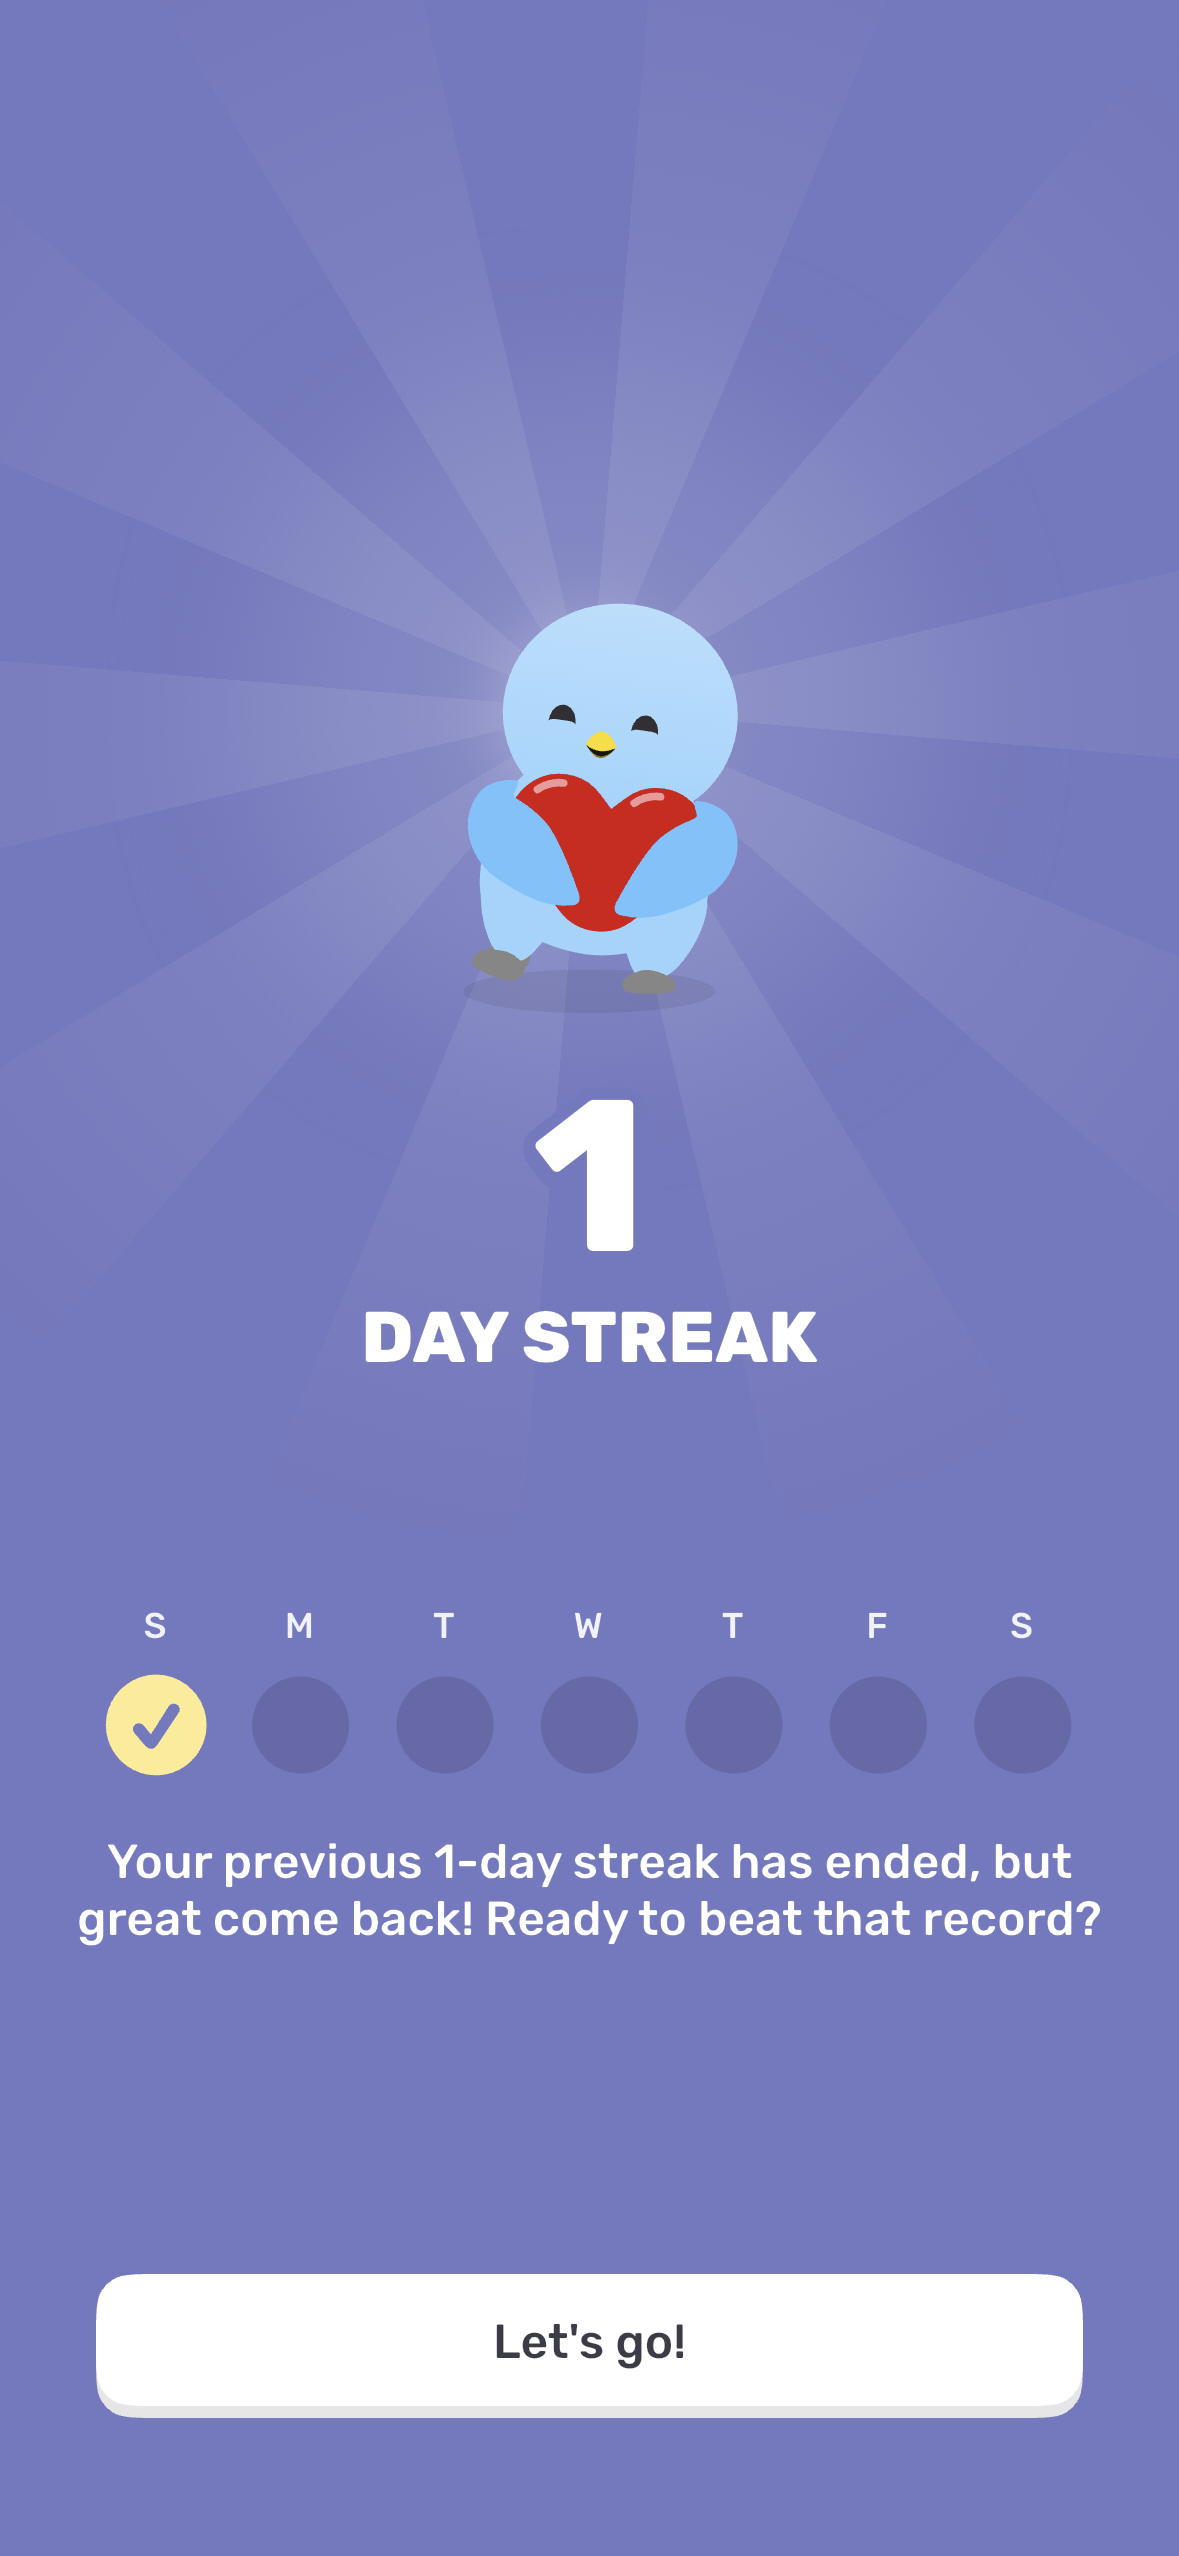 1
DAY STREAK
S M T W T F S
Your previous 1-day streak has ended, but
great come back! Ready to beat that record?
Let's go!